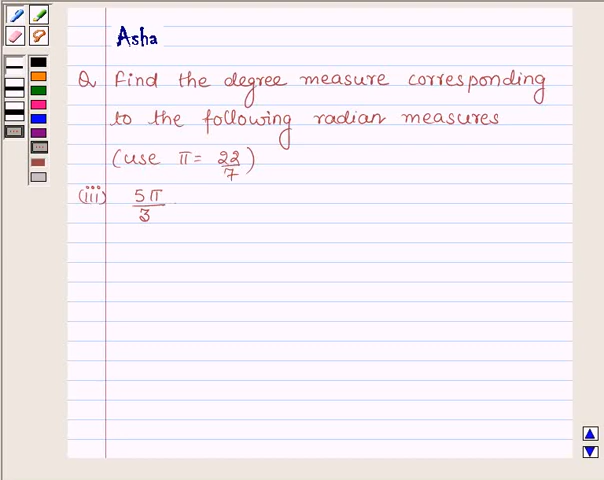 Asha
Q Find the degree measure corresponding
to the following radian measures
(use π = 22/7)
(iii) 5π/3